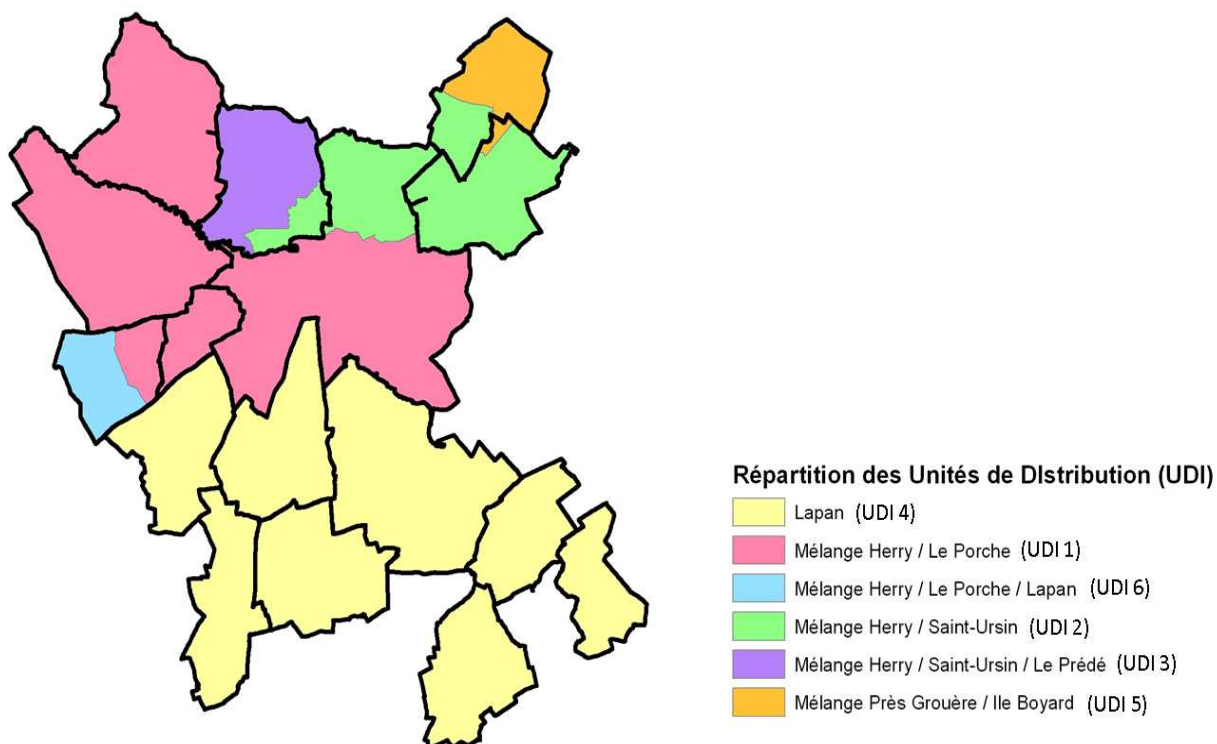 Répartition des Unités de DIstribution (UDI)
Lapan (UDI 4)
Mélange Herry / Le Porche (UDI 1)
Mélange Herry / Le Porche / Lapan (UDI 6)
Mélange Herry / Saint-Ursin (UDI 2)
Mélange Herry / Saint-Ursin / Le Prédé (UDI 3)
Mélange Près Grouère / Ile Boyard (UDI 5)